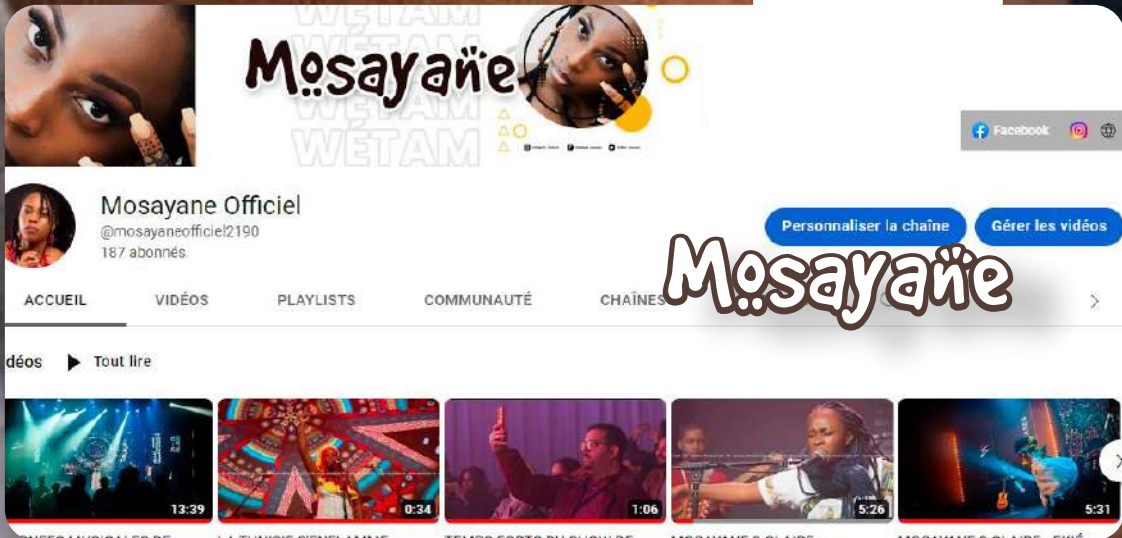 WÉTAM
WÉTAM
Mosayane
WÉTAM
WÉTAM
Facebook
Mosayane Officiel
@mosayaneofficiel2190
187 abonnés
Personnaliser la chaîne
Gérer les vidéos
Mosayane
ACCUEIL
VIDÉOS
PLAYLISTS
COMMUNAUTÉ
CHAÎNES
déos
Tout lire
13:39
0:34
1:06
5:26
5:31